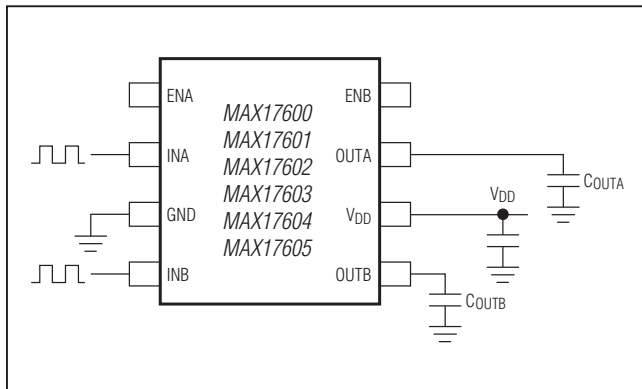 ENA
ENB
MAX17600
MAX17601
MAX17602
MAX17603
MAX17604
MAX17605
INA
OUTA
COUTA
GND
VDD
VDD
INB
OUTB
COUTB